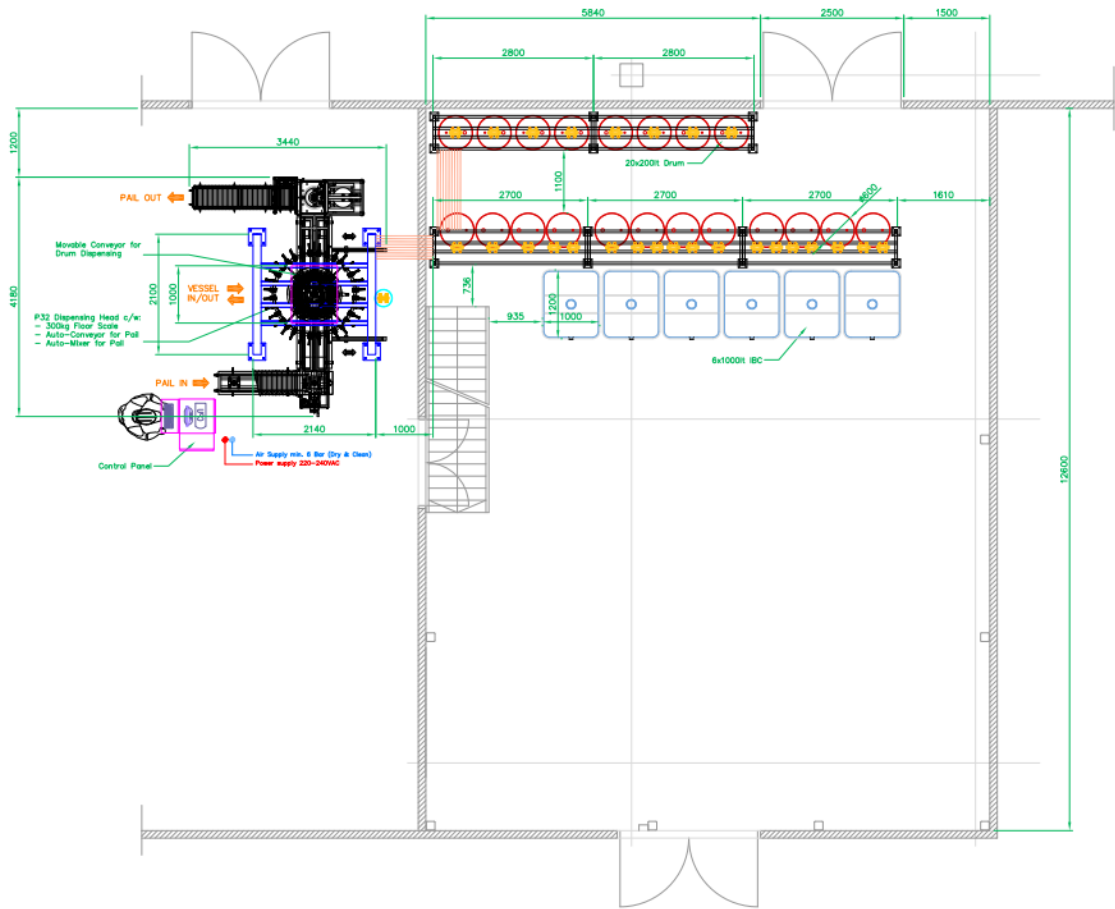 5840
2500
1500
2800
2800
1200
3440
20x200lt Drum
PAIL OUT
1100
2700
2700
2700
ø600
1610
Movable Conveyor for
Drum Dispensing
4180
2100
1000
VESSEL
IN/OUT
736
P32 Dispensing Head c/w:
- 300kg Floor Scale
- Auto-Conveyor for Pail
- Auto-Mixer for Pail
935
1200
1000
6x1000lt IBC
PAIL IN
2140
1000
Air Supply min. 6 Bar (Dry & Clean)
Power supply 220-240VAC
Control Panel
12600